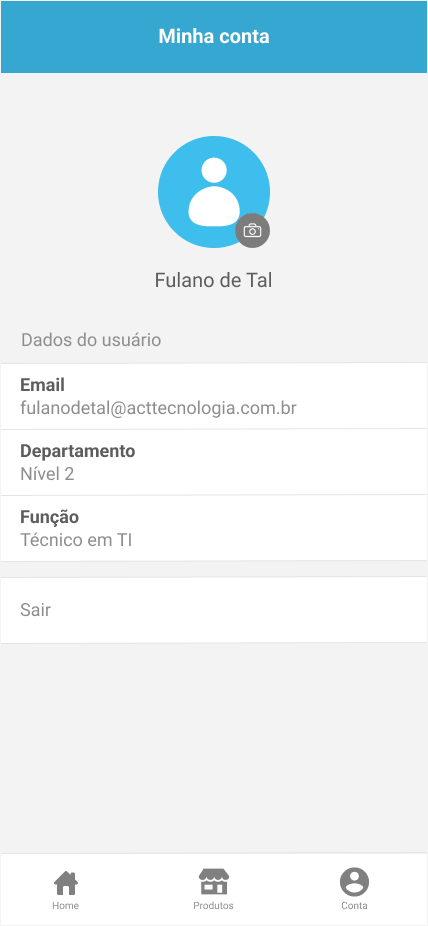 Minha conta
Fulano de Tal
Dados do usuário
Email
fulanodetal@acttecnologia.com.br
Departamento
Nível 2
Função
Técnico em TI
Sair
Home
Produtos
Conta